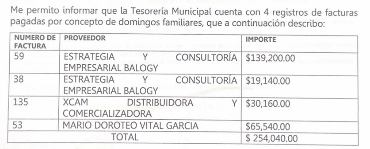 Me permito informar que la Tesorería Municipal cuenta con 4 registros de facturas
pagadas por concepto de domingos familiares, que a continuación describo:
NUMERO DE FACTURA PROVEEDOR IMPORTE
59 ESTRATEGIA Y CONSULTORÍA EMPRESARIAL BALOGY $139,200.00
38 ESTRATEGIA Y CONSULTORÍA EMPRESARIAL BALOGY $19,140.00
135 XCAM DISTRIBUIDORA Y COMERCIALIZADORA $30,160.00
53 MARIO DOROTEO VITAL GARCIA $65,540.00
TOTAL $ 254,040.00